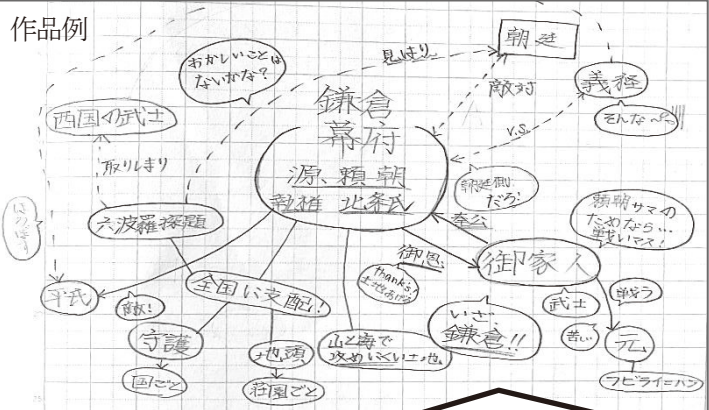 作品例
おかしいことは
ないかな?
見はり
朝廷
鎌倉
幕府
源頼朝
執権 北条氏
敵対
義経
v.s.
そんな〜
西国の武士
取りしまり
六波羅探題
朝廷側
だろ!
奉公
頼朝サマの
ためなら…
戦いマス!
御恩
thanks!
御家人
平氏
敵!
全国に支配!
いざ
鎌倉!!
武士
戦う
苦しい
元
フビライ=ハン
守護
国ごと
地頭
荘園ごと
山と海で
攻めにくい土地。